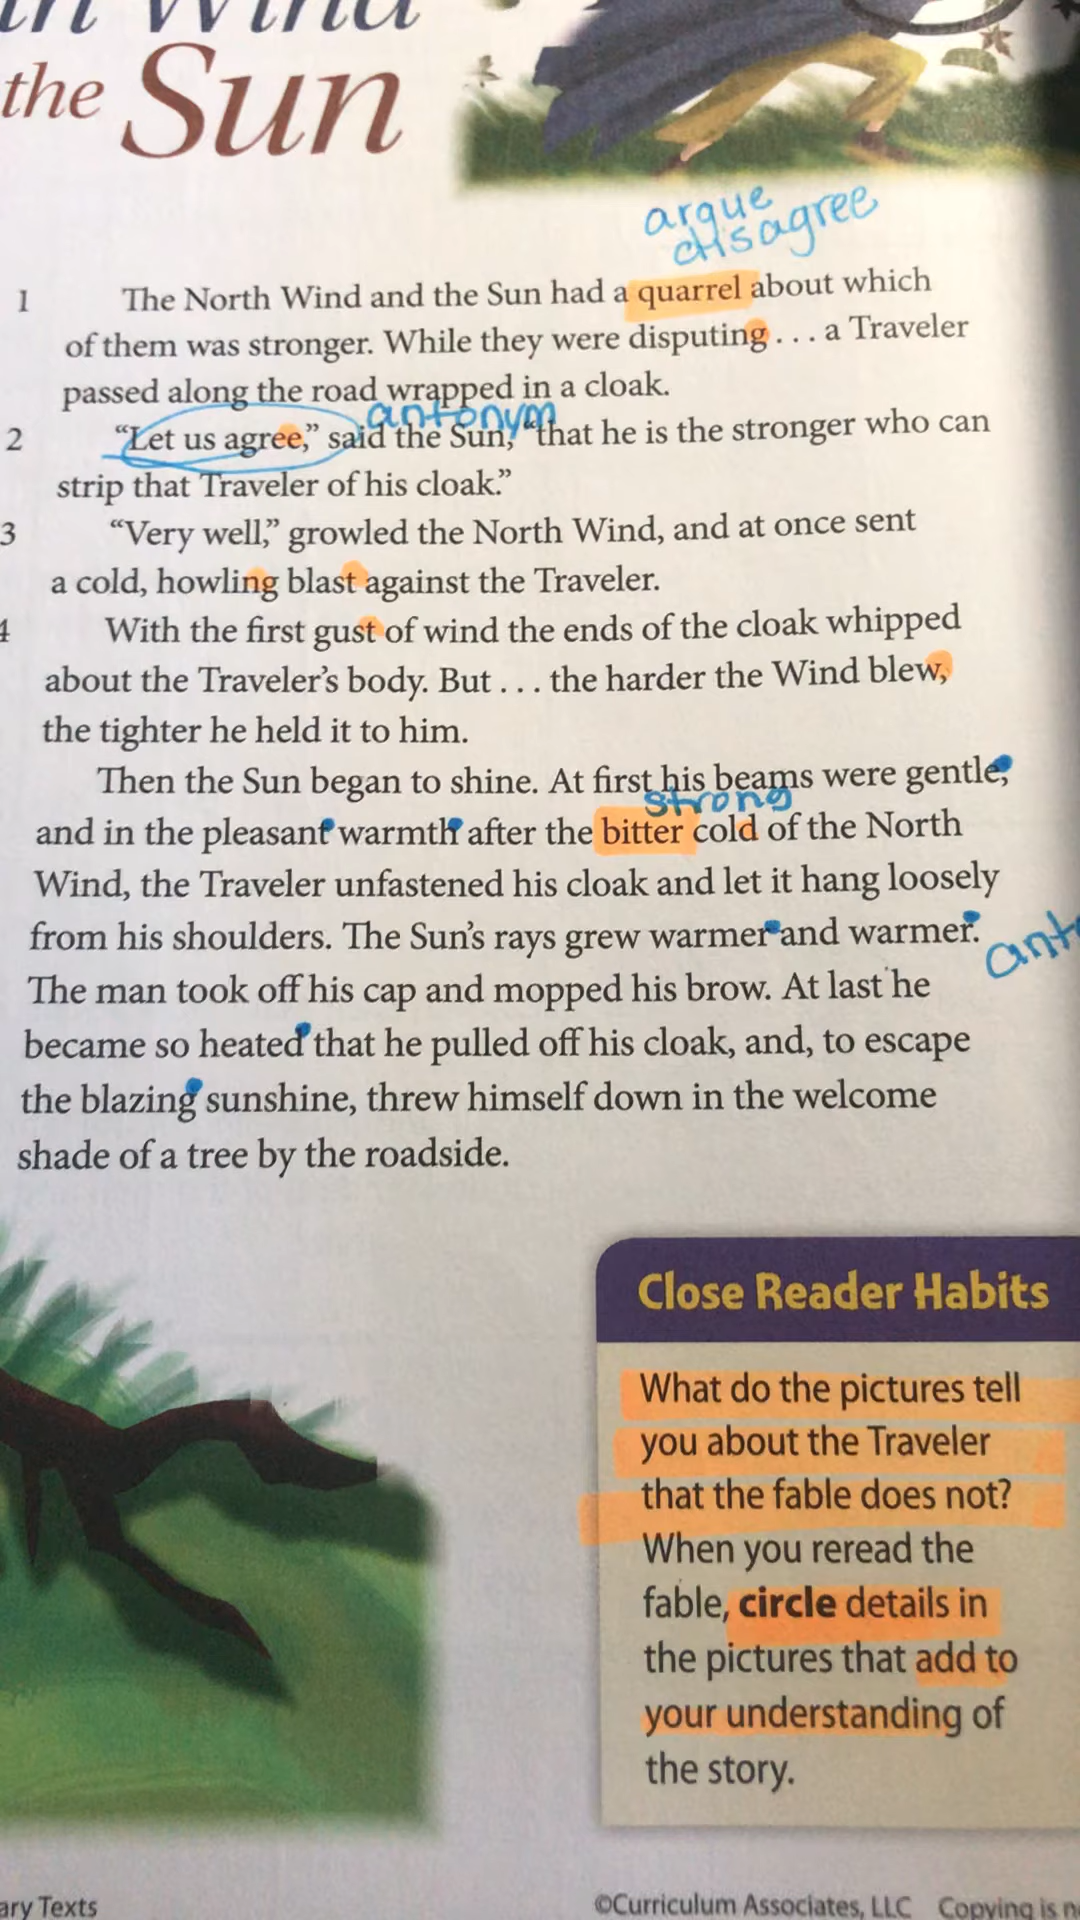 Wind
the Sun
argue
disagree
1 The North Wind and the Sun had a quarrel about which
of them was stronger. While they were disputing . . . a Traveler
passed along the road wrapped in a cloak.
antonym
2 “Let us agree,” said the Sun, “that he is the stronger who can
strip that Traveler of his cloak.”
3 “Very well,” growled the North Wind, and at once sent
a cold, howling blast against the Traveler.
4 With the first gust of wind the ends of the cloak whipped
about the Traveler’s body. But . . . the harder the Wind blew,
the tighter he held it to him.
Then the Sun began to shine. At first his beams were gentle,
strong
and in the pleasant warmth after the bitter cold of the North
Wind, the Traveler unfastened his cloak and let it hang loosely
from his shoulders. The Sun’s rays grew warmer and warmer.
The man took off his cap and mopped his brow. At last he
became so heated that he pulled off his cloak, and, to escape
the blazing sunshine, threw himself down in the welcome
shade of a tree by the roadside.
Close Reader Habits
What do the pictures tell
you about the Traveler
that the fable does not?
When you reread the
fable, circle details in
the pictures that add to
your understanding of
the story.
Texts
©Curriculum Associates, LLC Copying is